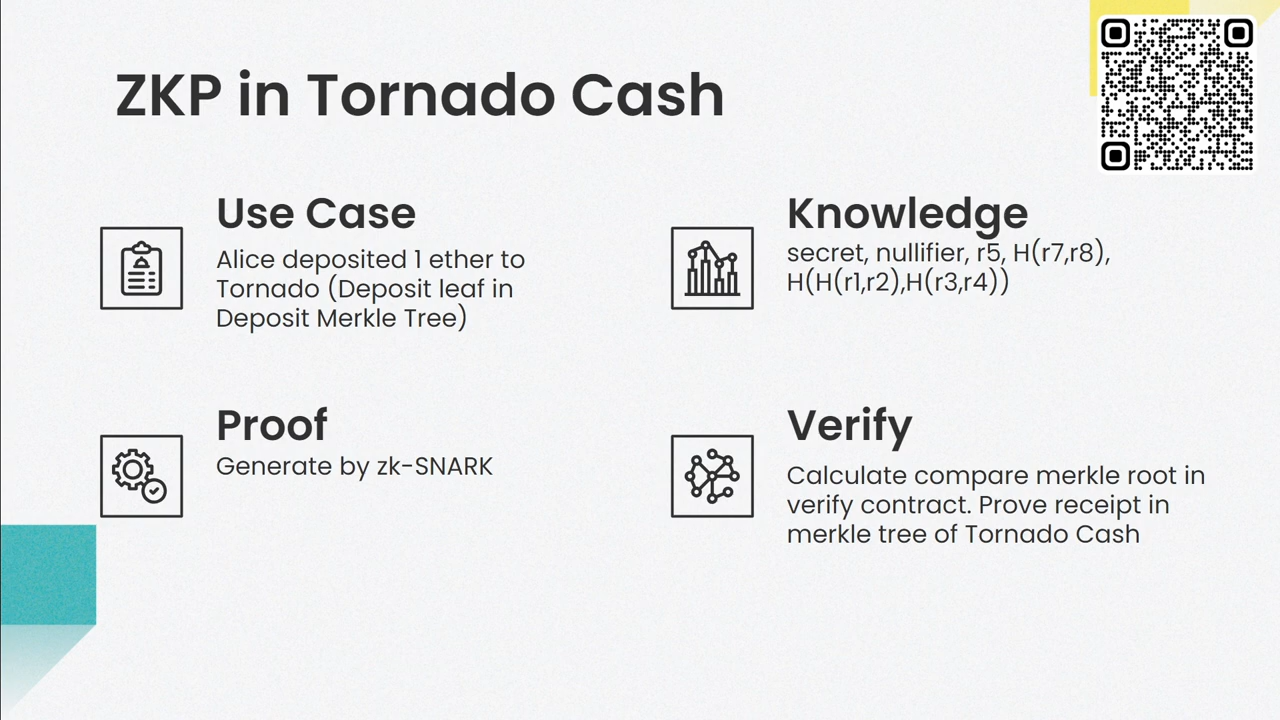 ZKP in Tornado Cash
Use Case
Alice deposited 1 ether to
Tornado (Deposit leaf in
Deposit Merkle Tree)
Knowledge
secret, nullifier, r5, H(r7,r8),
H(H(r1,r2),H(r3,r4))
Proof
Generate by zk-SNARK
Verify
Calculate compare merkle root in
verify contract. Prove receipt in
merkle tree of Tornado Cash